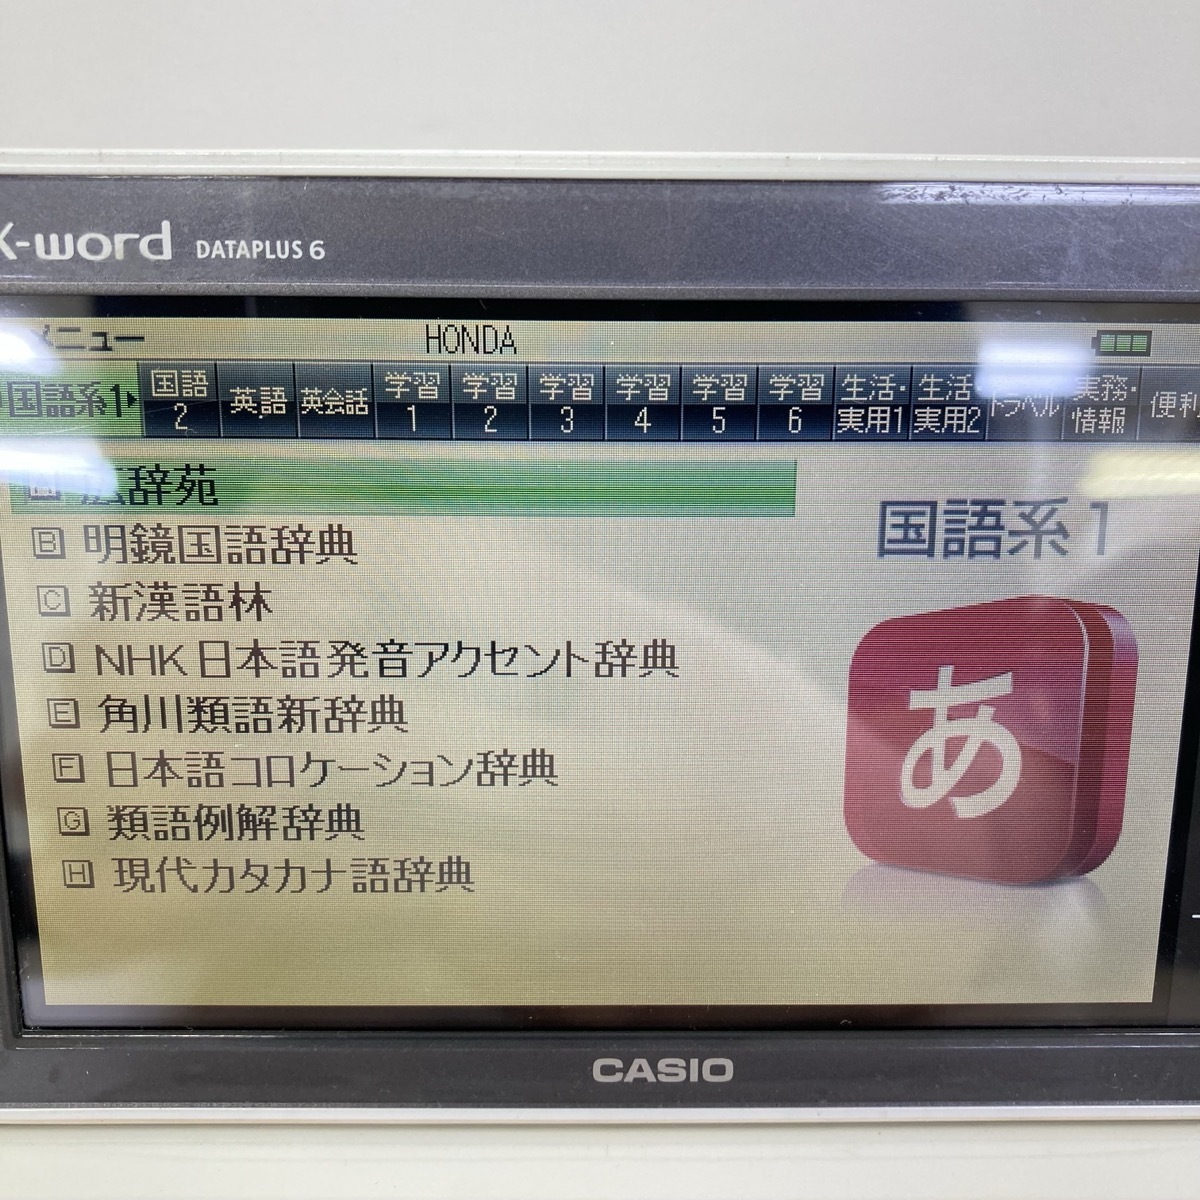 x-word DATAPLUS 6
メニュー HONDA
国語系1 国語2 英語 英会話 学習1 学習2 学習3 学習4 学習5 学習6 生活・実用1 生活・実用2 トラベル 実務・情報 便利
A 広辞苑
国語系1
B 明鏡国語辞典
C 新漢語林
D NHK日本語発音アクセント辞典
E 角川類語新辞典
F 日本語コロケーション辞典
G 類語例解辞典
H 現代カタカナ語辞典
あ
CASIO